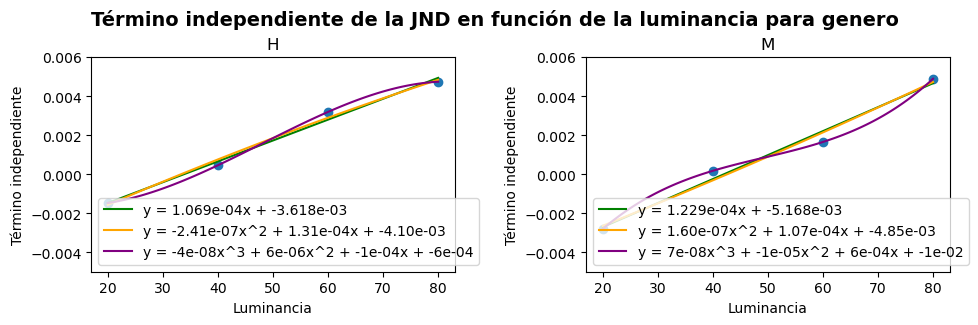 Término independiente de la JND en función de la luminancia para genero
H
Término independiente
0.006
0.004
0.002
0.000
−0.002
−0.004
y = 1.069e-04x + -3.618e-03
y = -2.41e-07x^2 + 1.31e-04x + -4.10e-03
y = -4e-08x^3 + 6e-06x^2 + -1e-04x + -6e-04
20 30 40 50 60 70 80
Luminancia
M
Término independiente
0.006
0.004
0.002
0.000
−0.002
−0.004
y = 1.229e-04x + -5.168e-03
y = 1.60e-07x^2 + 1.07e-04x + -4.85e-03
y = 7e-08x^3 + -1e-05x^2 + 6e-04x + -1e-02
20 30 40 50 60 70 80
Luminancia